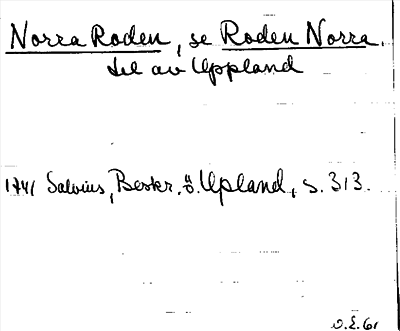 Norra Roden, se Roden Norra.
del av Uppland
1741 Salvius, Beskr. ö. Upland, s. 313.
O.E. 61